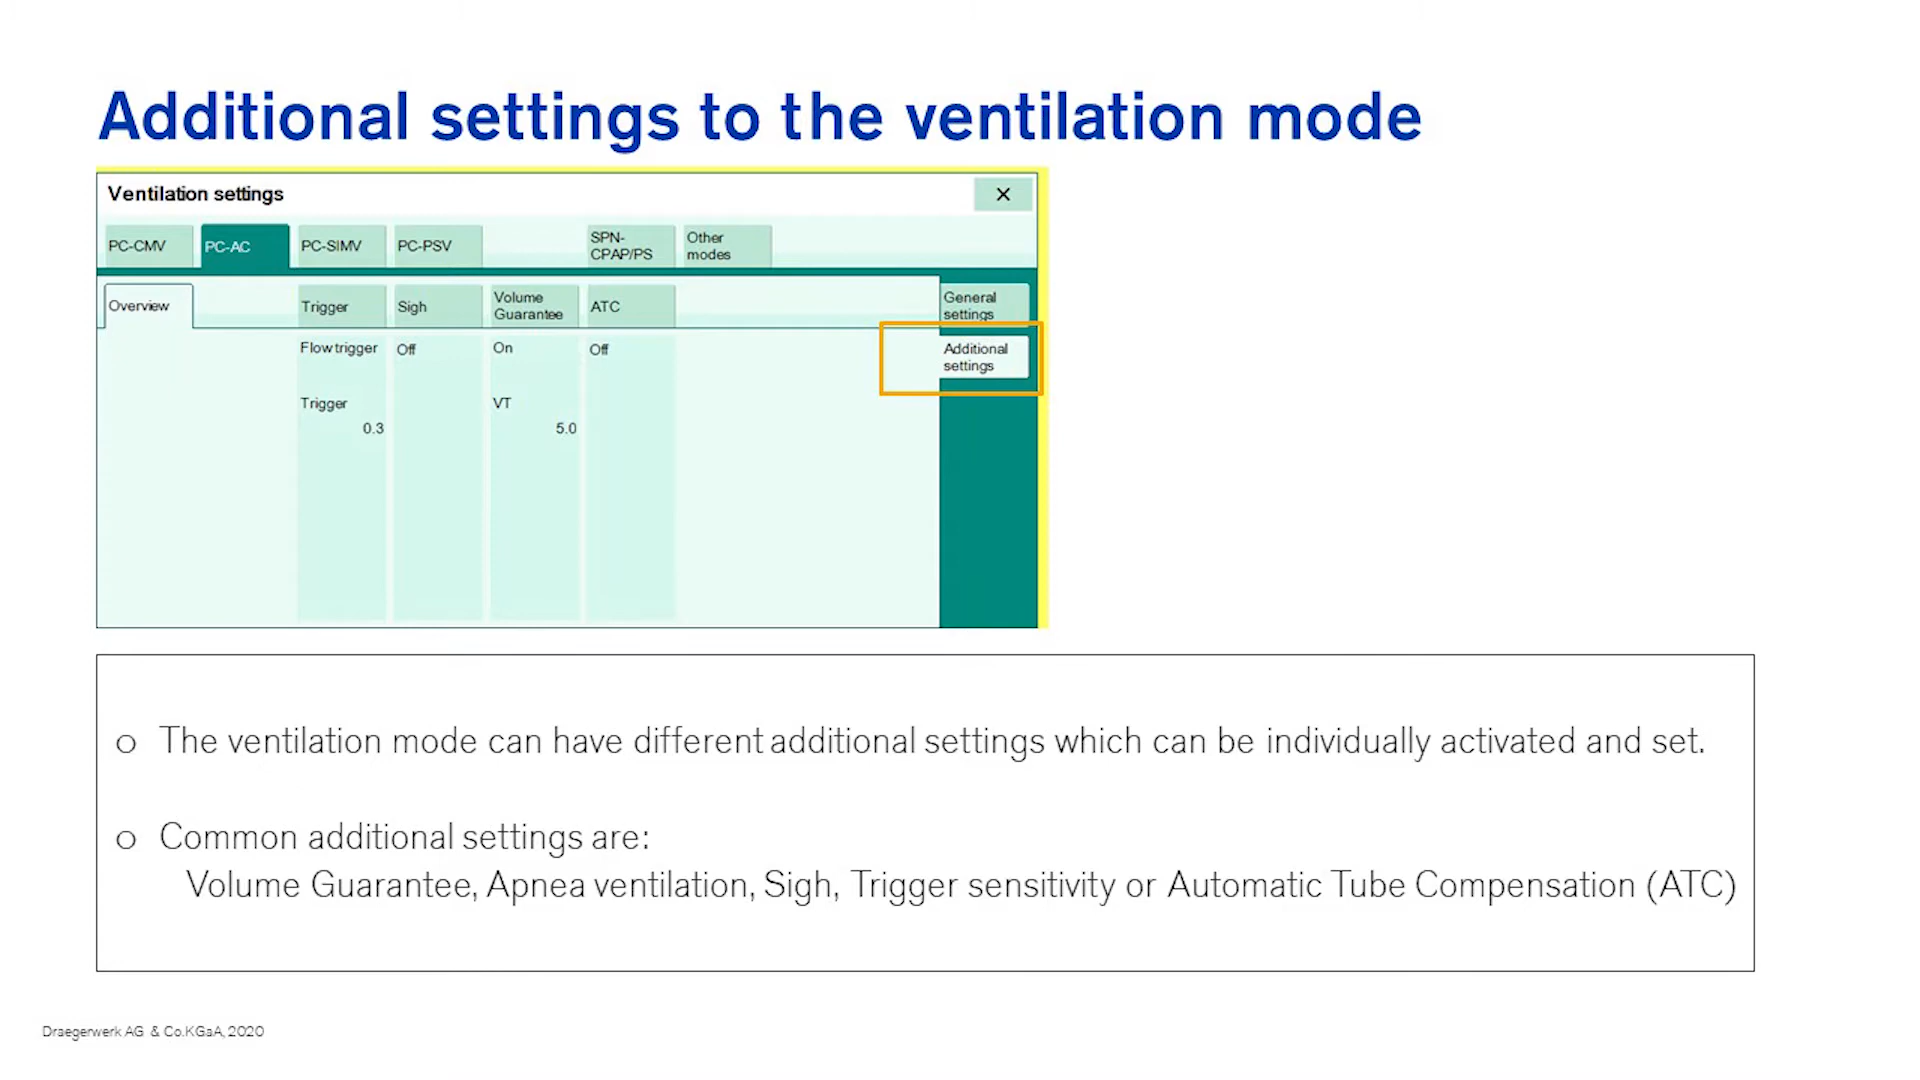 Additional settings to the ventilation mode
Ventilation settings
X
PC-CMV
PC-AC
PC-SIMV
PC-PSV
SPN-
CPAP/PS
Other
modes
Overview
Trigger
Sigh
Volume
Guarantee
ATC
General
settings
Flow trigger
Off
On
Off
Additional
settings
Trigger
0.3
VT
5.0
o The ventilation mode can have different additional settings which can be individually activated and set.
o Common additional settings are:
Volume Guarantee, Apnea ventilation, Sigh, Trigger sensitivity or Automatic Tube Compensation (ATC)
Draegerwerk AG & Co.KGaA, 2020